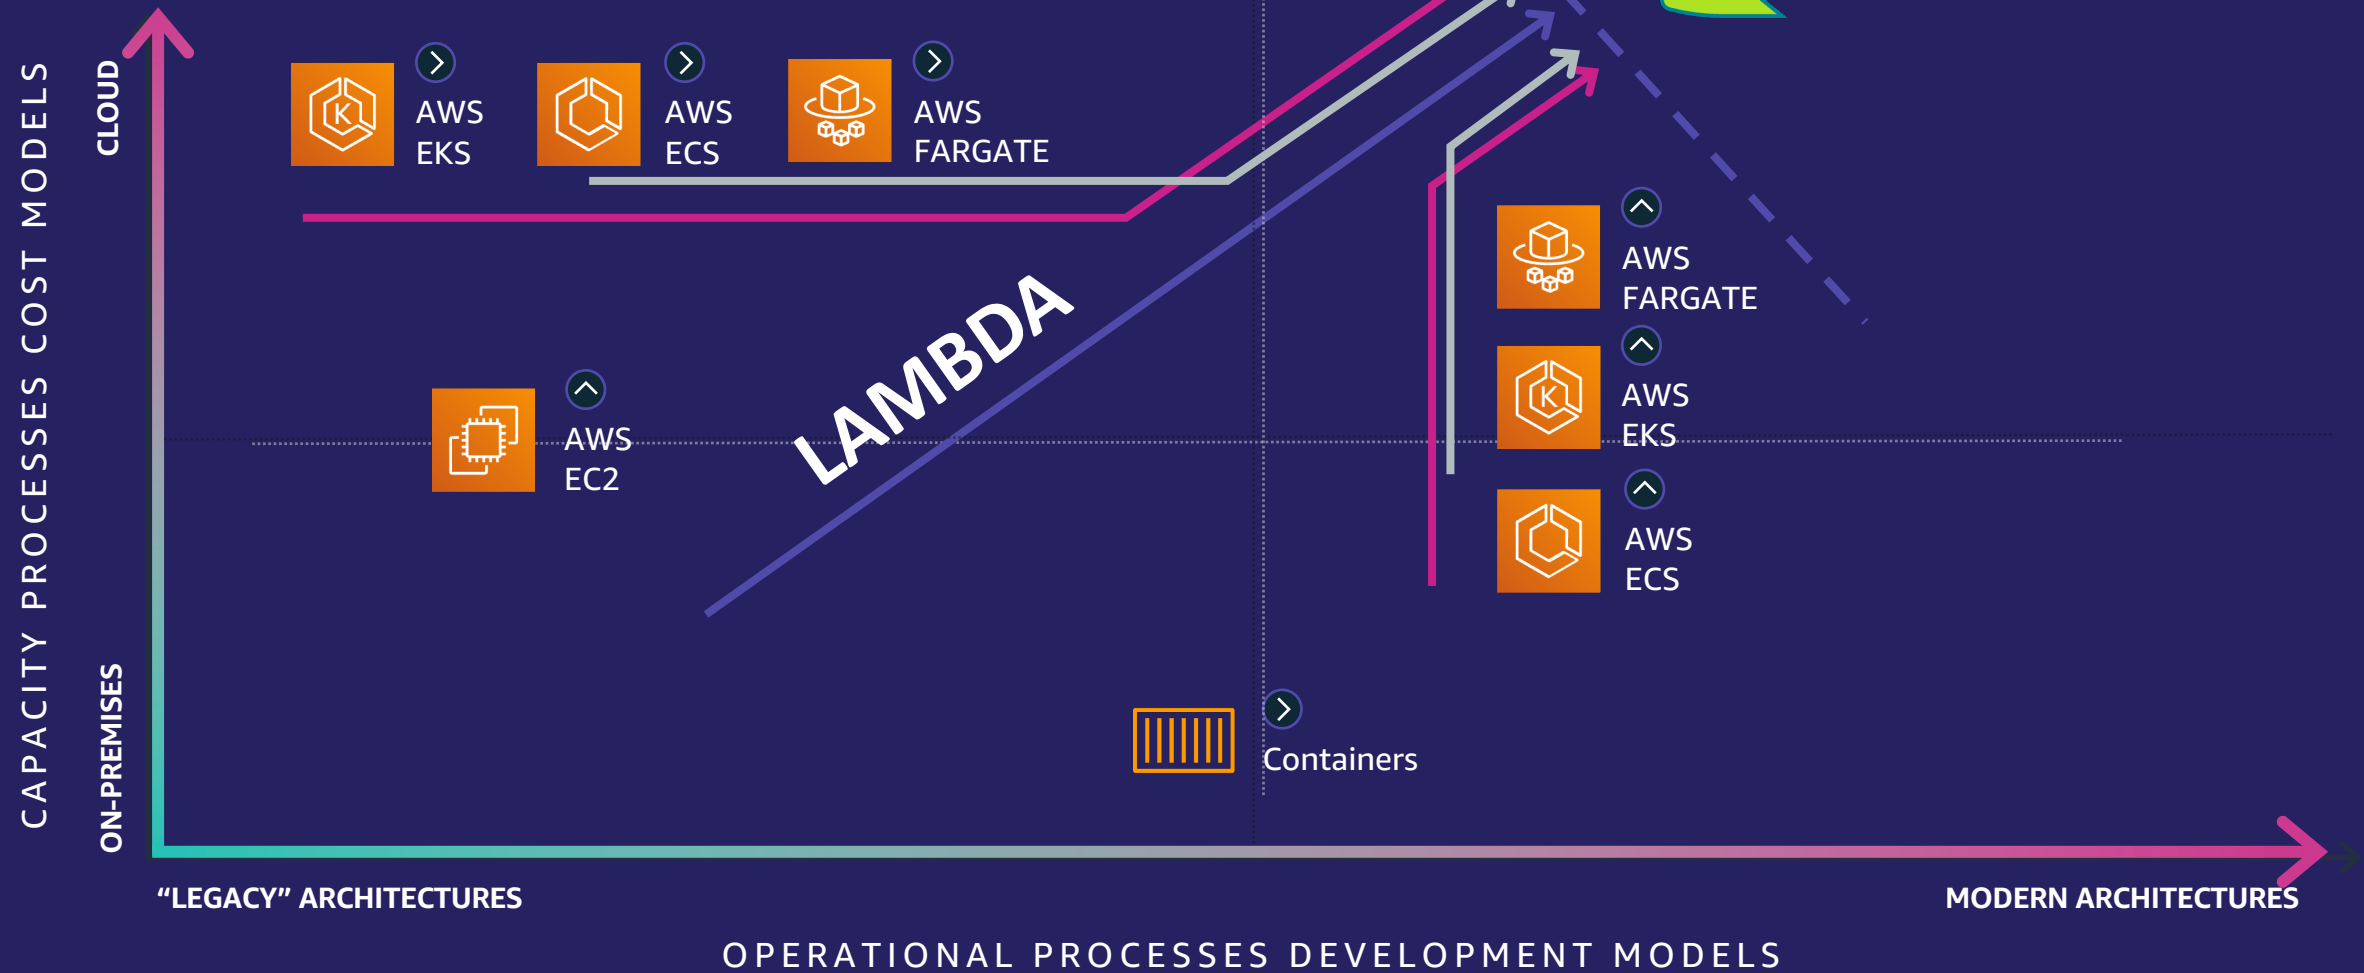 CAPACITY PROCESSES COST MODELS
CLOUD
ON-PREMISES
AWS
EKS
AWS
ECS
AWS
FARGATE
LAMBDA
AWS
EC2
AWS
FARGATE
AWS
EKS
AWS
ECS
Containers
“LEGACY” ARCHITECTURES
MODERN ARCHITECTURES
OPERATIONAL PROCESSES DEVELOPMENT MODELS